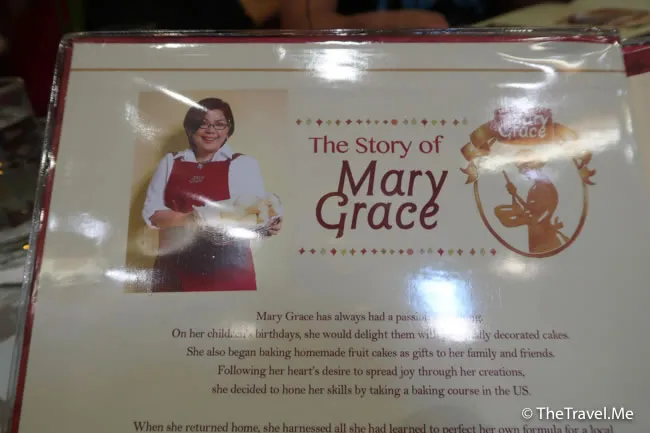 The Story of
Mary
Grace
Mary Grace
Mary Grace has always had a passion
On her children's birthdays, she would delight them decorated cakes.
She also began baking homemade fruit cakes as gifts to her family and friends.
Following her heart's desire to spread joy through her creations,
she decided to hone her skills by taking a baking course in the US.
When she returned home, she harnessed all she had learned to perfect her own formula for a local
© TheTravel.Me